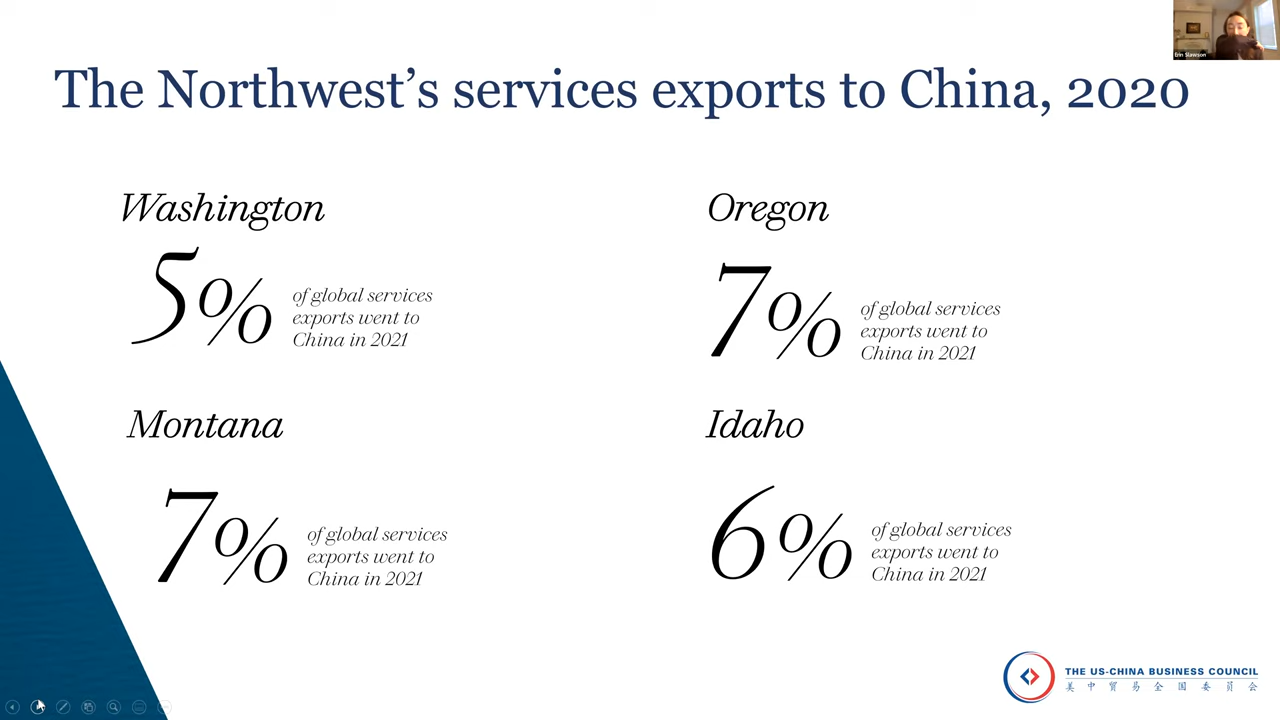 Erin Slawson
The Northwest’s services exports to China, 2020
Washington
5%
of global services
exports went to
China in 2021
Oregon
7%
of global services
exports went to
China in 2021
Montana
7%
of global services
exports went to
China in 2021
Idaho
6%
of global services
exports went to
China in 2021
THE US-CHINA BUSINESS COUNCIL
美中贸易全国委员会